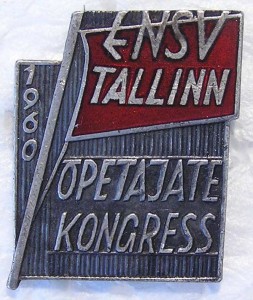 ENSV
TALLINN
1960
ÕPETAJATE
KONGRESS